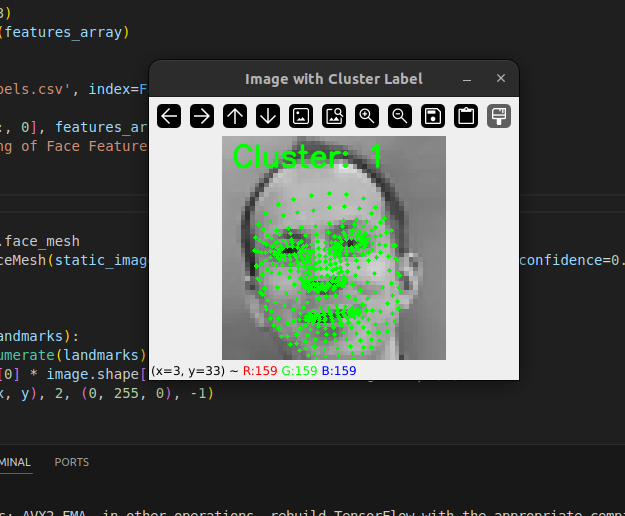 3)
(features_array)
bels.csv', index=F
Image with Cluster Label
:, 0], features_ar
ng of Face Feature
Cluster: 1
.face_mesh
ceMesh(static_imag
confidence=0.
andmarks):
umerate(landmarks)
[0] * image.shape[
(x=3, y=33) ~ R:159 G:159 B:159
x, y), 2, (0, 255, 0), -1)
MINAL PORTS
s: AVX2 FMA, in other operations, rebuild TensorFlow with the appropriate compi